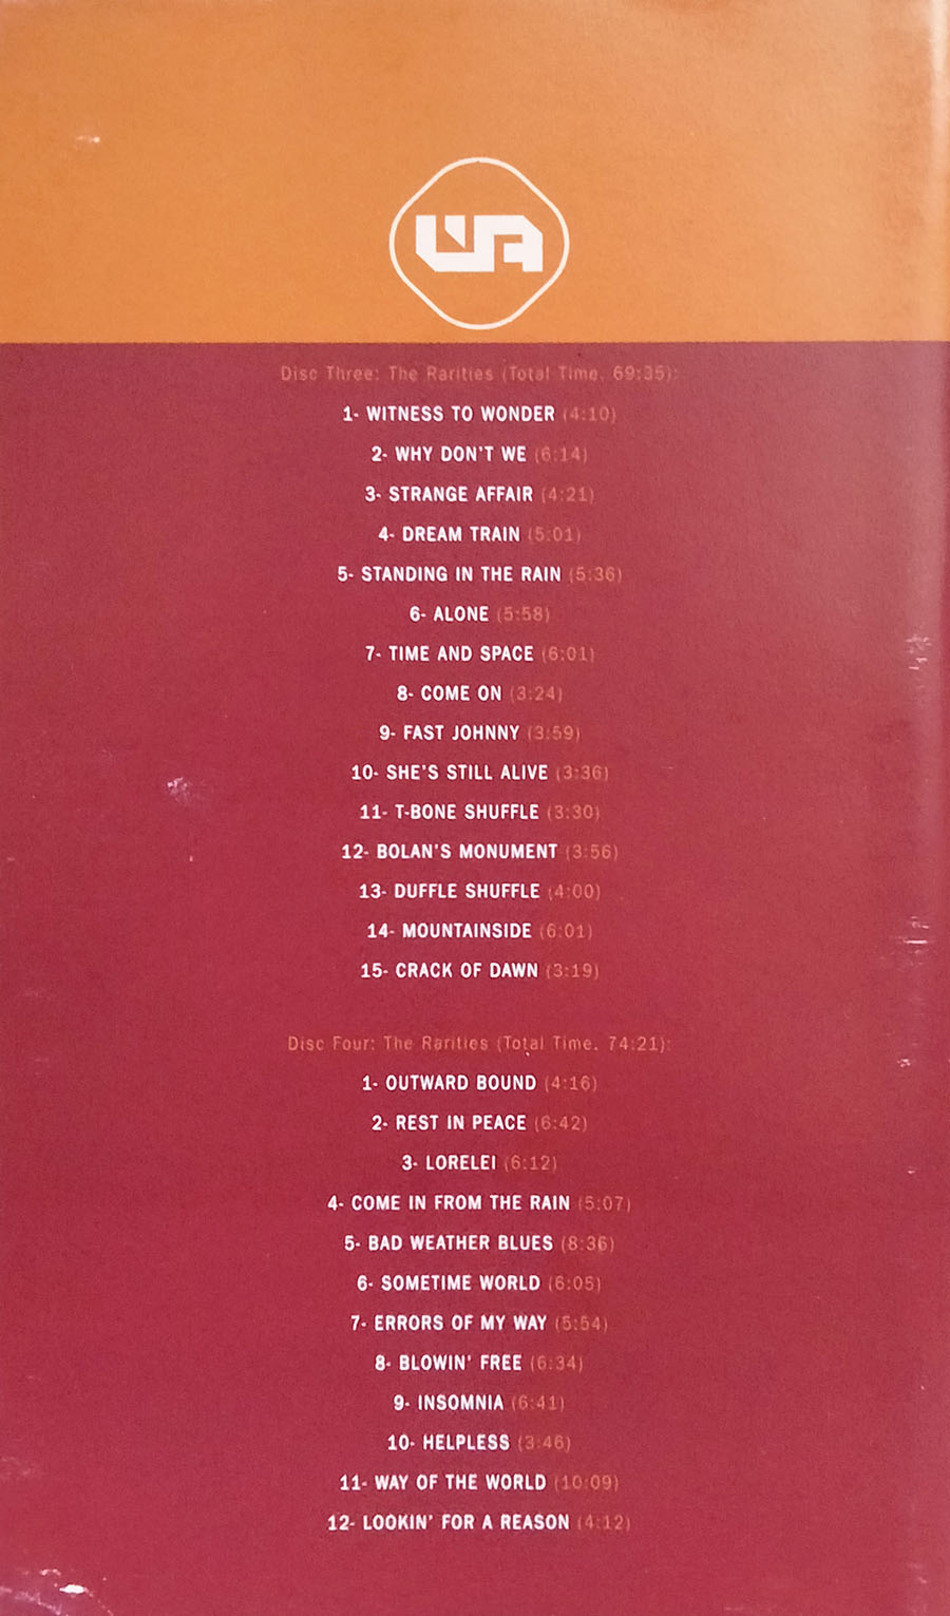 WA
Disc Three: The Rarities (Total Time. 69:35):
1- WITNESS TO WONDER (4:10)
2- WHY DON'T WE (6:14)
3- STRANGE AFFAIR (4:21)
4- DREAM TRAIN (5:01)
5- STANDING IN THE RAIN (5:36)
6- ALONE (5:58)
7- TIME AND SPACE (6:01)
8- COME ON (3:24)
9- FAST JOHNNY (3:59)
10- SHE'S STILL ALIVE (3:36)
11- T-BONE SHUFFLE (3:30)
12- BOLAN'S MONUMENT (3:56)
13- DUFFLE SHUFFLE (4:00)
14- MOUNTAINSIDE (6:01)
15- CRACK OF DAWN (3:19)
Disc Four: The Rarities (Total Time. 74:21):
1- OUTWARD BOUND (4:16)
2- REST IN PEACE (6:42)
3- LORELEI (6:12)
4- COME IN FROM THE RAIN (5:07)
5- BAD WEATHER BLUES (8:36)
6- SOMETIME WORLD (6:05)
7- ERRORS OF MY WAY (5:54)
8- BLOWIN' FREE (6:34)
9- INSOMNIA (6:41)
10- HELPLESS (3:46)
11- WAY OF THE WORLD (10:09)
12- LOOKIN' FOR A REASON (4:12)